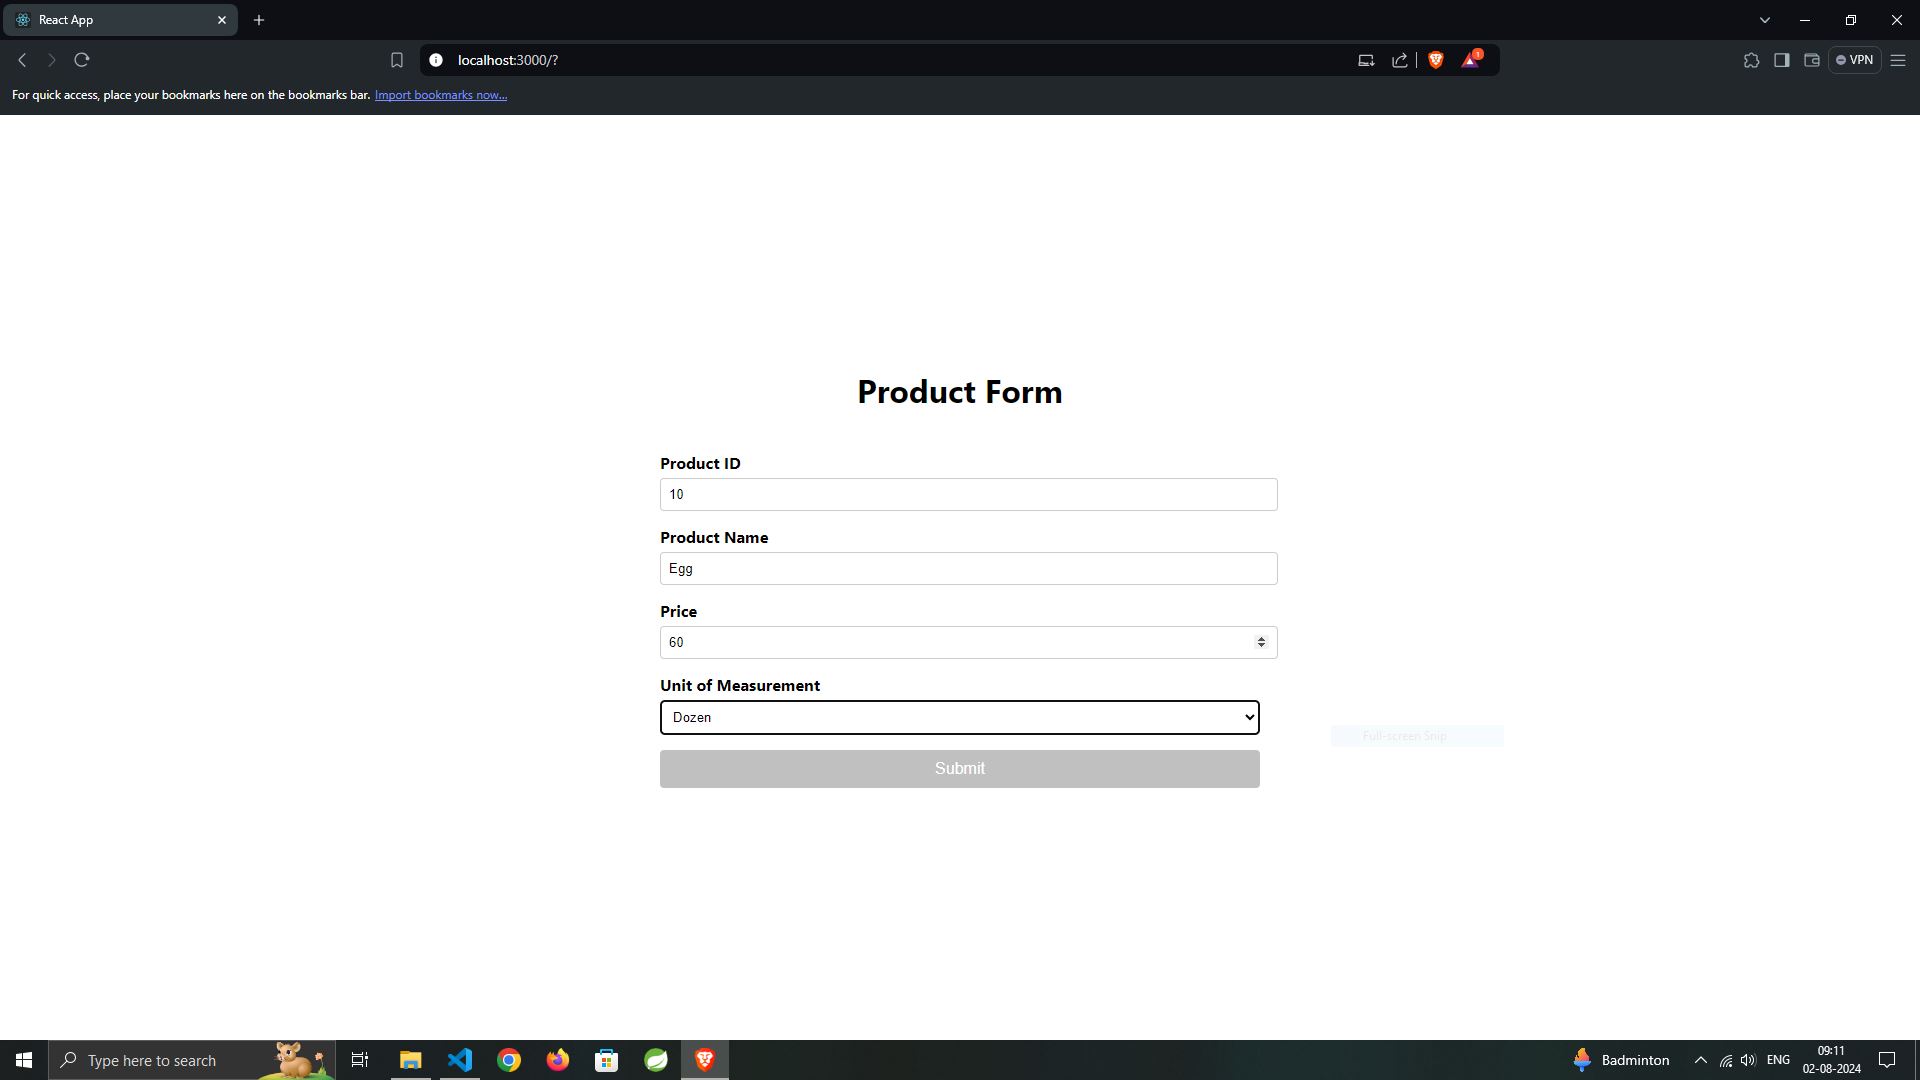 React App
localhost:3000/?
1
VPN
For quick access, place your bookmarks here on the bookmarks bar. Import bookmarks now...
Product Form
Product ID
10
Product Name
Egg
Price
60
Unit of Measurement
Dozen
Full-screen Snip
Submit
Type here to search
Badminton
ENG
09:11
02-08-2024